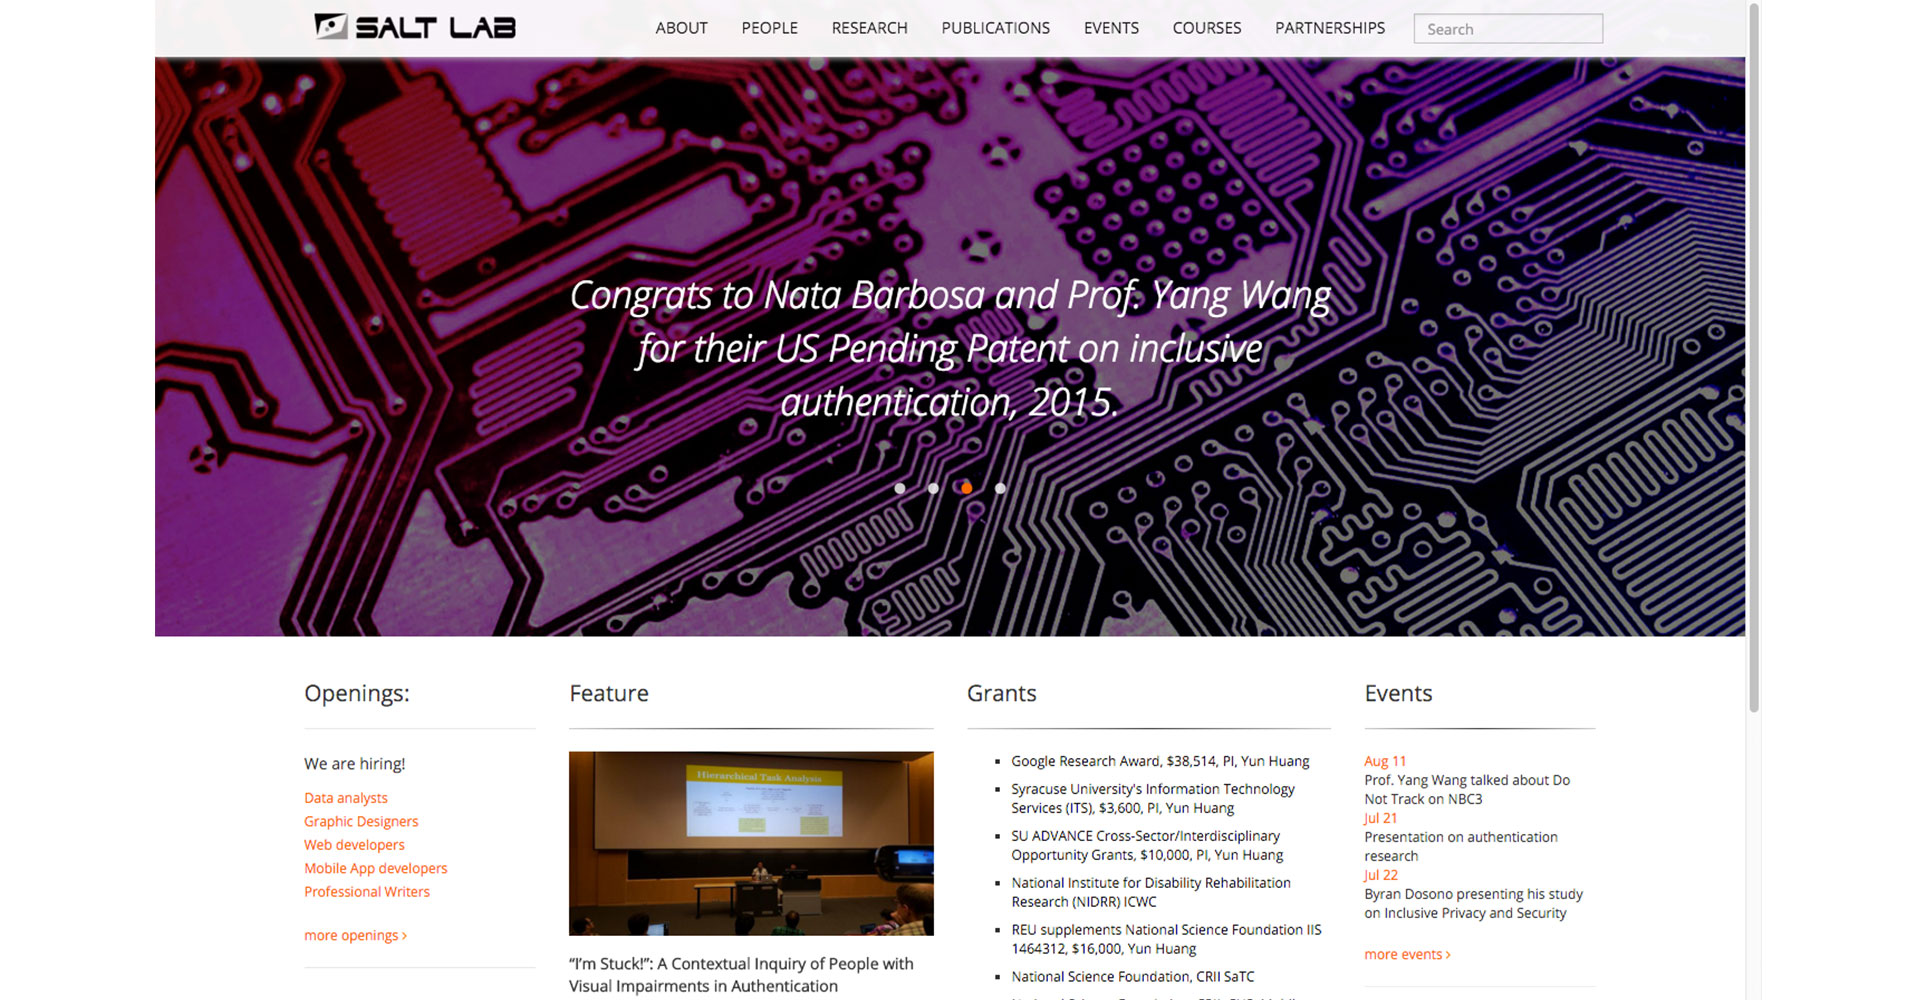 SALT LAB
ABOUT PEOPLE RESEARCH PUBLICATIONS EVENTS COURSES PARTNERSHIPS Search
Congrats to Nata Barbosa and Prof. Yang Wang
for their US Pending Patent on inclusive
authentication, 2015.
Openings:
We are hiring!
Data analysts
Graphic Designers
Web developers
Mobile App developers
Professional Writers
more openings ›
Feature
Hierarchical Task Analysis
“I’m Stuck!”: A Contextual Inquiry of People with
Visual Impairments in Authentication
Grants
▪ Google Research Award, $38,514, PI, Yun Huang
▪ Syracuse University's Information Technology
Services (ITS), $3,600, PI, Yun Huang
▪ SU ADVANCE Cross-Sector/Interdisciplinary
Opportunity Grants, $10,000, PI, Yun Huang
▪ National Institute for Disability Rehabilitation
Research (NIDRR) ICWC
▪ REU supplements National Science Foundation IIS
1464312, $16,000, Yun Huang
▪ National Science Foundation, CRII SaTC
Events
Aug 11
Prof. Yang Wang talked about Do
Not Track on NBC3
Jul 21
Presentation on authentication
research
Jul 22
Byran Dosono presenting his study
on Inclusive Privacy and Security
more events ›